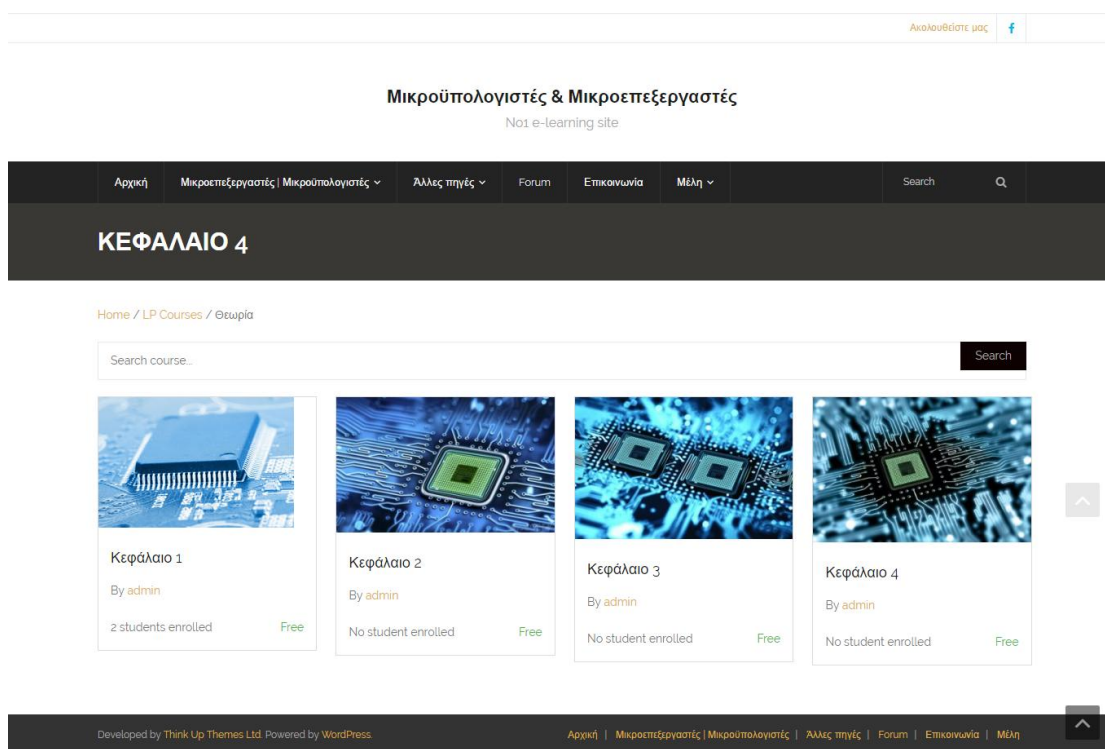 Ακολουθείστε μας
Μικροϋπολογιστές & Μικροεπεξεργαστές
No1 e-learning site
Αρχική Μικροεπεξεργαστές | Μικροϋπολογιστές Άλλες πηγές Forum Επικοινωνία Μέλη Search
ΚΕΦΑΛΑΙΟ 4
Home / LP Courses / Θεωρία
Search course... Search
Κεφάλαιο 1
By admin
2 students enrolled Free
Κεφάλαιο 2
By admin
No student enrolled Free
Κεφάλαιο 3
By admin
No student enrolled Free
Κεφάλαιο 4
By admin
No student enrolled Free
Developed by Think Up Themes Ltd. Powered by WordPress. Αρχική | Μικροεπεξεργαστές | Μικροϋπολογιστές | Άλλες πηγές | Forum | Επικοινωνία | Μέλη